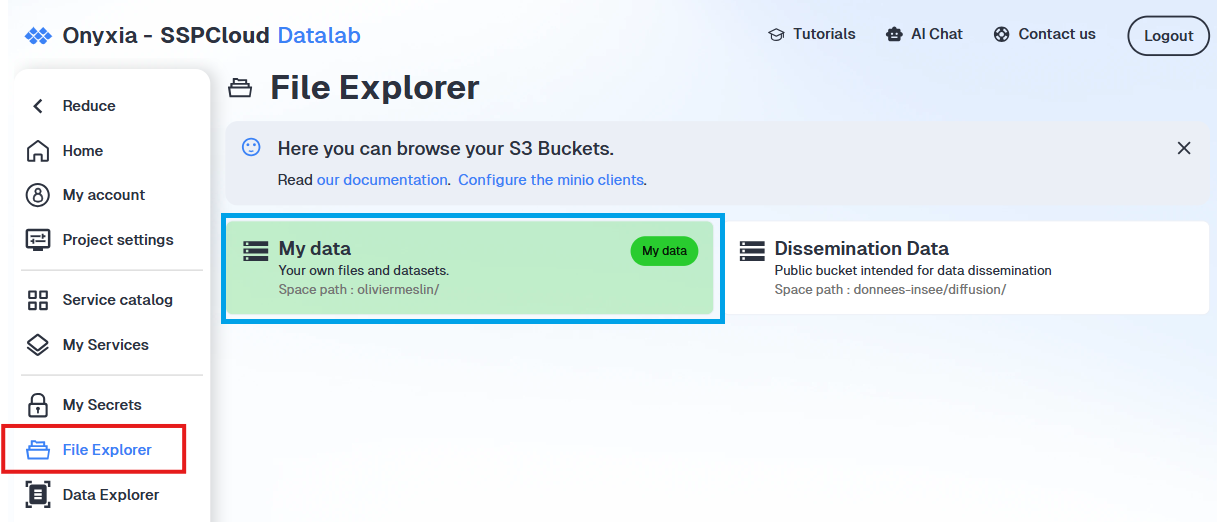 Onyxia - SSPCloud Datalab
Tutorials
AI Chat
Contact us
Logout
Reduce
Home
My account
Project settings
Service catalog
My Services
My Secrets
File Explorer
Data Explorer
File Explorer
Here you can browse your S3 Buckets.
Read our documentation. Configure the minio clients.
My data
My data
Your own files and datasets.
Space path : oliviermeslin/
Dissemination Data
Public bucket intended for data dissemination
Space path : donnees-insee/diffusion/